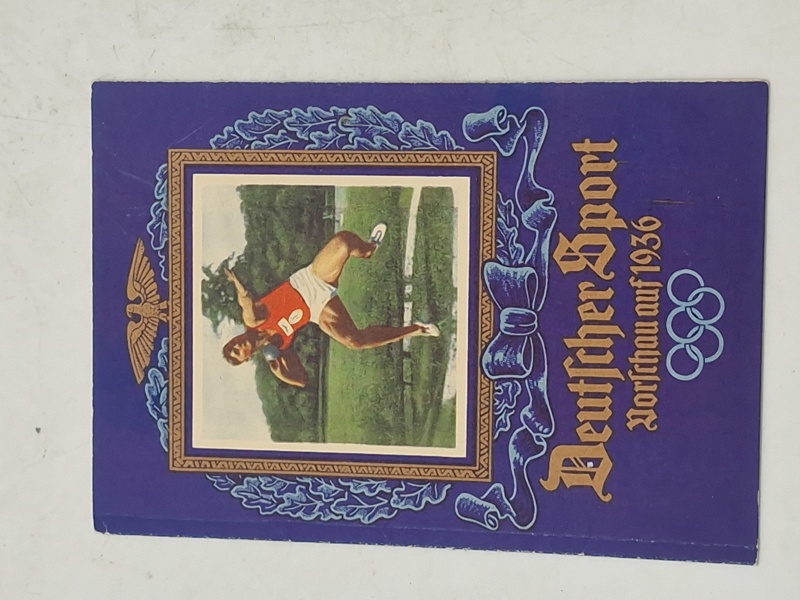 Deutscher Sport
Vorschau auf 1936